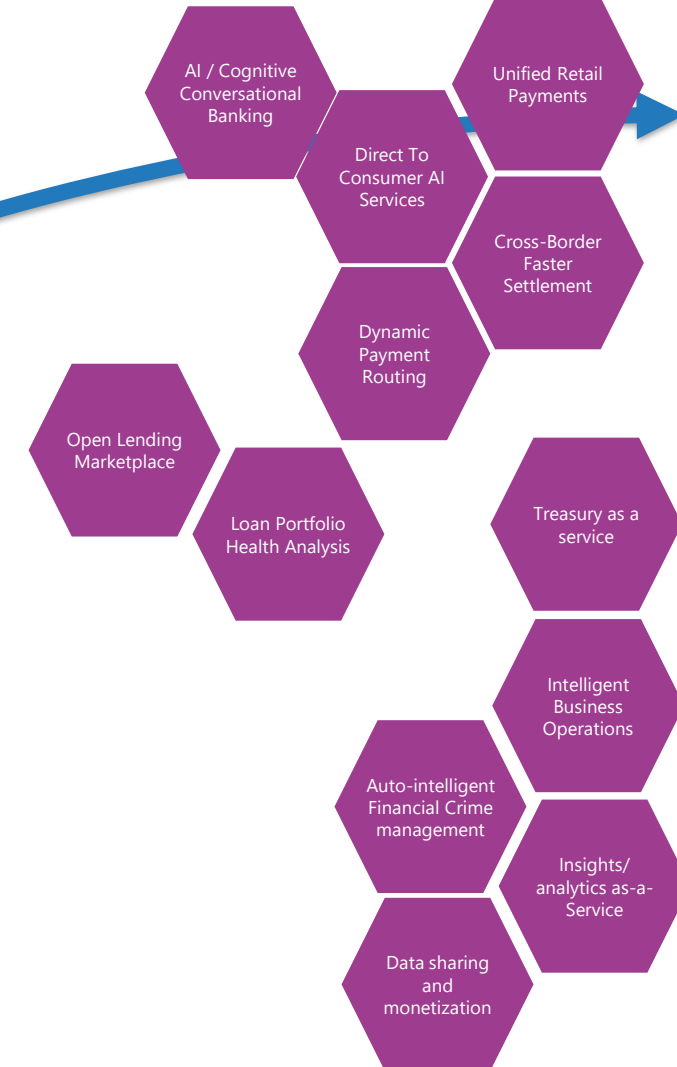 AI / Cognitive
Conversational
Banking
Unified Retail
Payments
Direct To
Consumer AI
Services
Cross-Border
Faster
Settlement
Dynamic
Payment
Routing
Open Lending
Marketplace
Loan Portfolio
Health Analysis
Treasury as a
service
Intelligent
Business
Operations
Auto-intelligent
Financial Crime
management
Insights/
analytics as-a-
Service
Data sharing
and
monetization